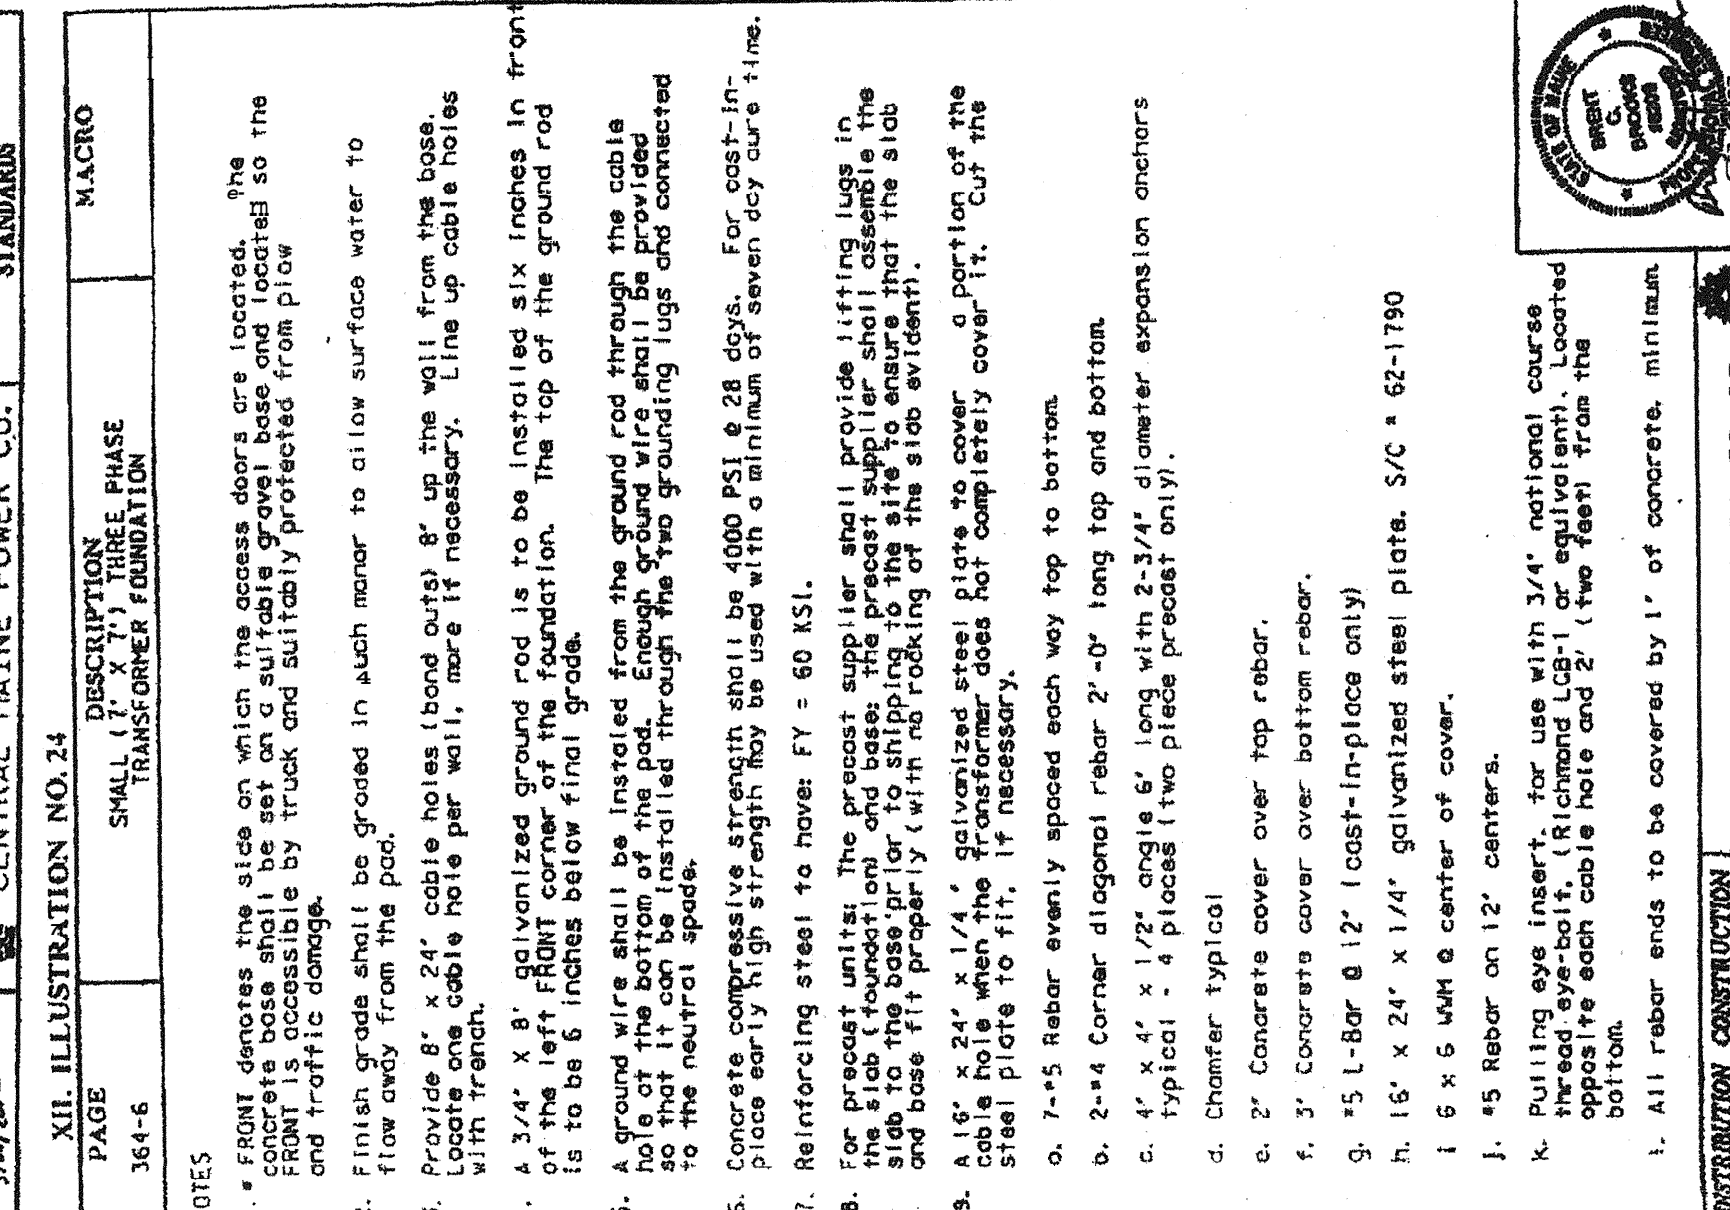 STANDARDS
CENTRAL MAINE POWER CO.
XII. ILLUSTRATION NO. 24
PAGE
DESCRIPTION
MACRO
364-6
SMALL ( 7' X 7') THREE PHASE
TRANSFORMER FOUNDATION
OTES
. * FRONT denotes the side on which the access doors are located. The
concrete base shall be set on a suitable gravel base and located so the
FRONT is accessible by truck and suitably protected from plow
and traffic damage.
. Finish grade shall be graded in such manor to allow surface water to
flow away from the pad.
. Provide 8" x 24" cable holes (bond outs) 8" up the wall from the base.
Locate one cable hole per wall, more if necessary. Line up cable holes
with trench.
. A 3/4" X 8' galvanized ground rod is to be installed six inches in front
of the left FRONT corner of the foundation. The top of the ground rod
is to be 6 inches below final grade.
. A ground wire shall be instaled from the ground rod through the cable
hole at the bottom of the pad. Enough ground wire shall be provided
so that it can be installed through the two grounding lugs and connected
to the neutral spade.
6. Concrete compressive strength shall be 4000 PSI @ 28 days. For cast-in-
place early high strength may be used with a minimum of seven day cure time.
7. Reinforcing steel to have: FY = 60 KSI.
8. For precast units: The precast supplier shall provide lifting lugs in
the slab (foundation) and base: the precast supplier shall assemble the
slab to the base prior to shipping to the site to ensure that the slab
and base fit properly (with no rocking of the slab evident).
9. A 16" x 24" x 1/4" galvanized steel plate to cover a portion of the
cable hole when the transformer does not completely cover it. Cut the
steel plate to fit, if necessary.
a. 7-#5 Rebar evenly spaced each way top to bottom.
b. 2-#4 Corner diagonal rebar 2'-0" long top and bottom.
c. 4" x 4" x 1/2" angle 6" long with 2-3/4" diameter expansion anchors
typical - 4 places (two piece precast only).
d. Chamfer typical
e. 2" Concrete cover over top rebar.
f. 3" Concrete cover over bottom rebar.
g. #5 L-Bar @ 12" (cast-in-place only)
h. 16" x 24" x 1/4" galvanized steel plate. S/C # 62-1790
i 6 x 6 WWM @ center of cover.
j. #5 Rebar on 12" centers.
k. Pulling eye insert. for use with 3/4" national course
thread eye-bolt. (Richmond LCB-1 or equivalent). Located
opposite each cable hole and 2' (two feet) from the
bottom.
l. All rebar ends to be covered by 1" of concrete. minimum
STATE OF MAINE
BRENT
G.
BROOKS
PROFESSIONAL ENGINEER
DISTRIBUTION CONSTRUCTION